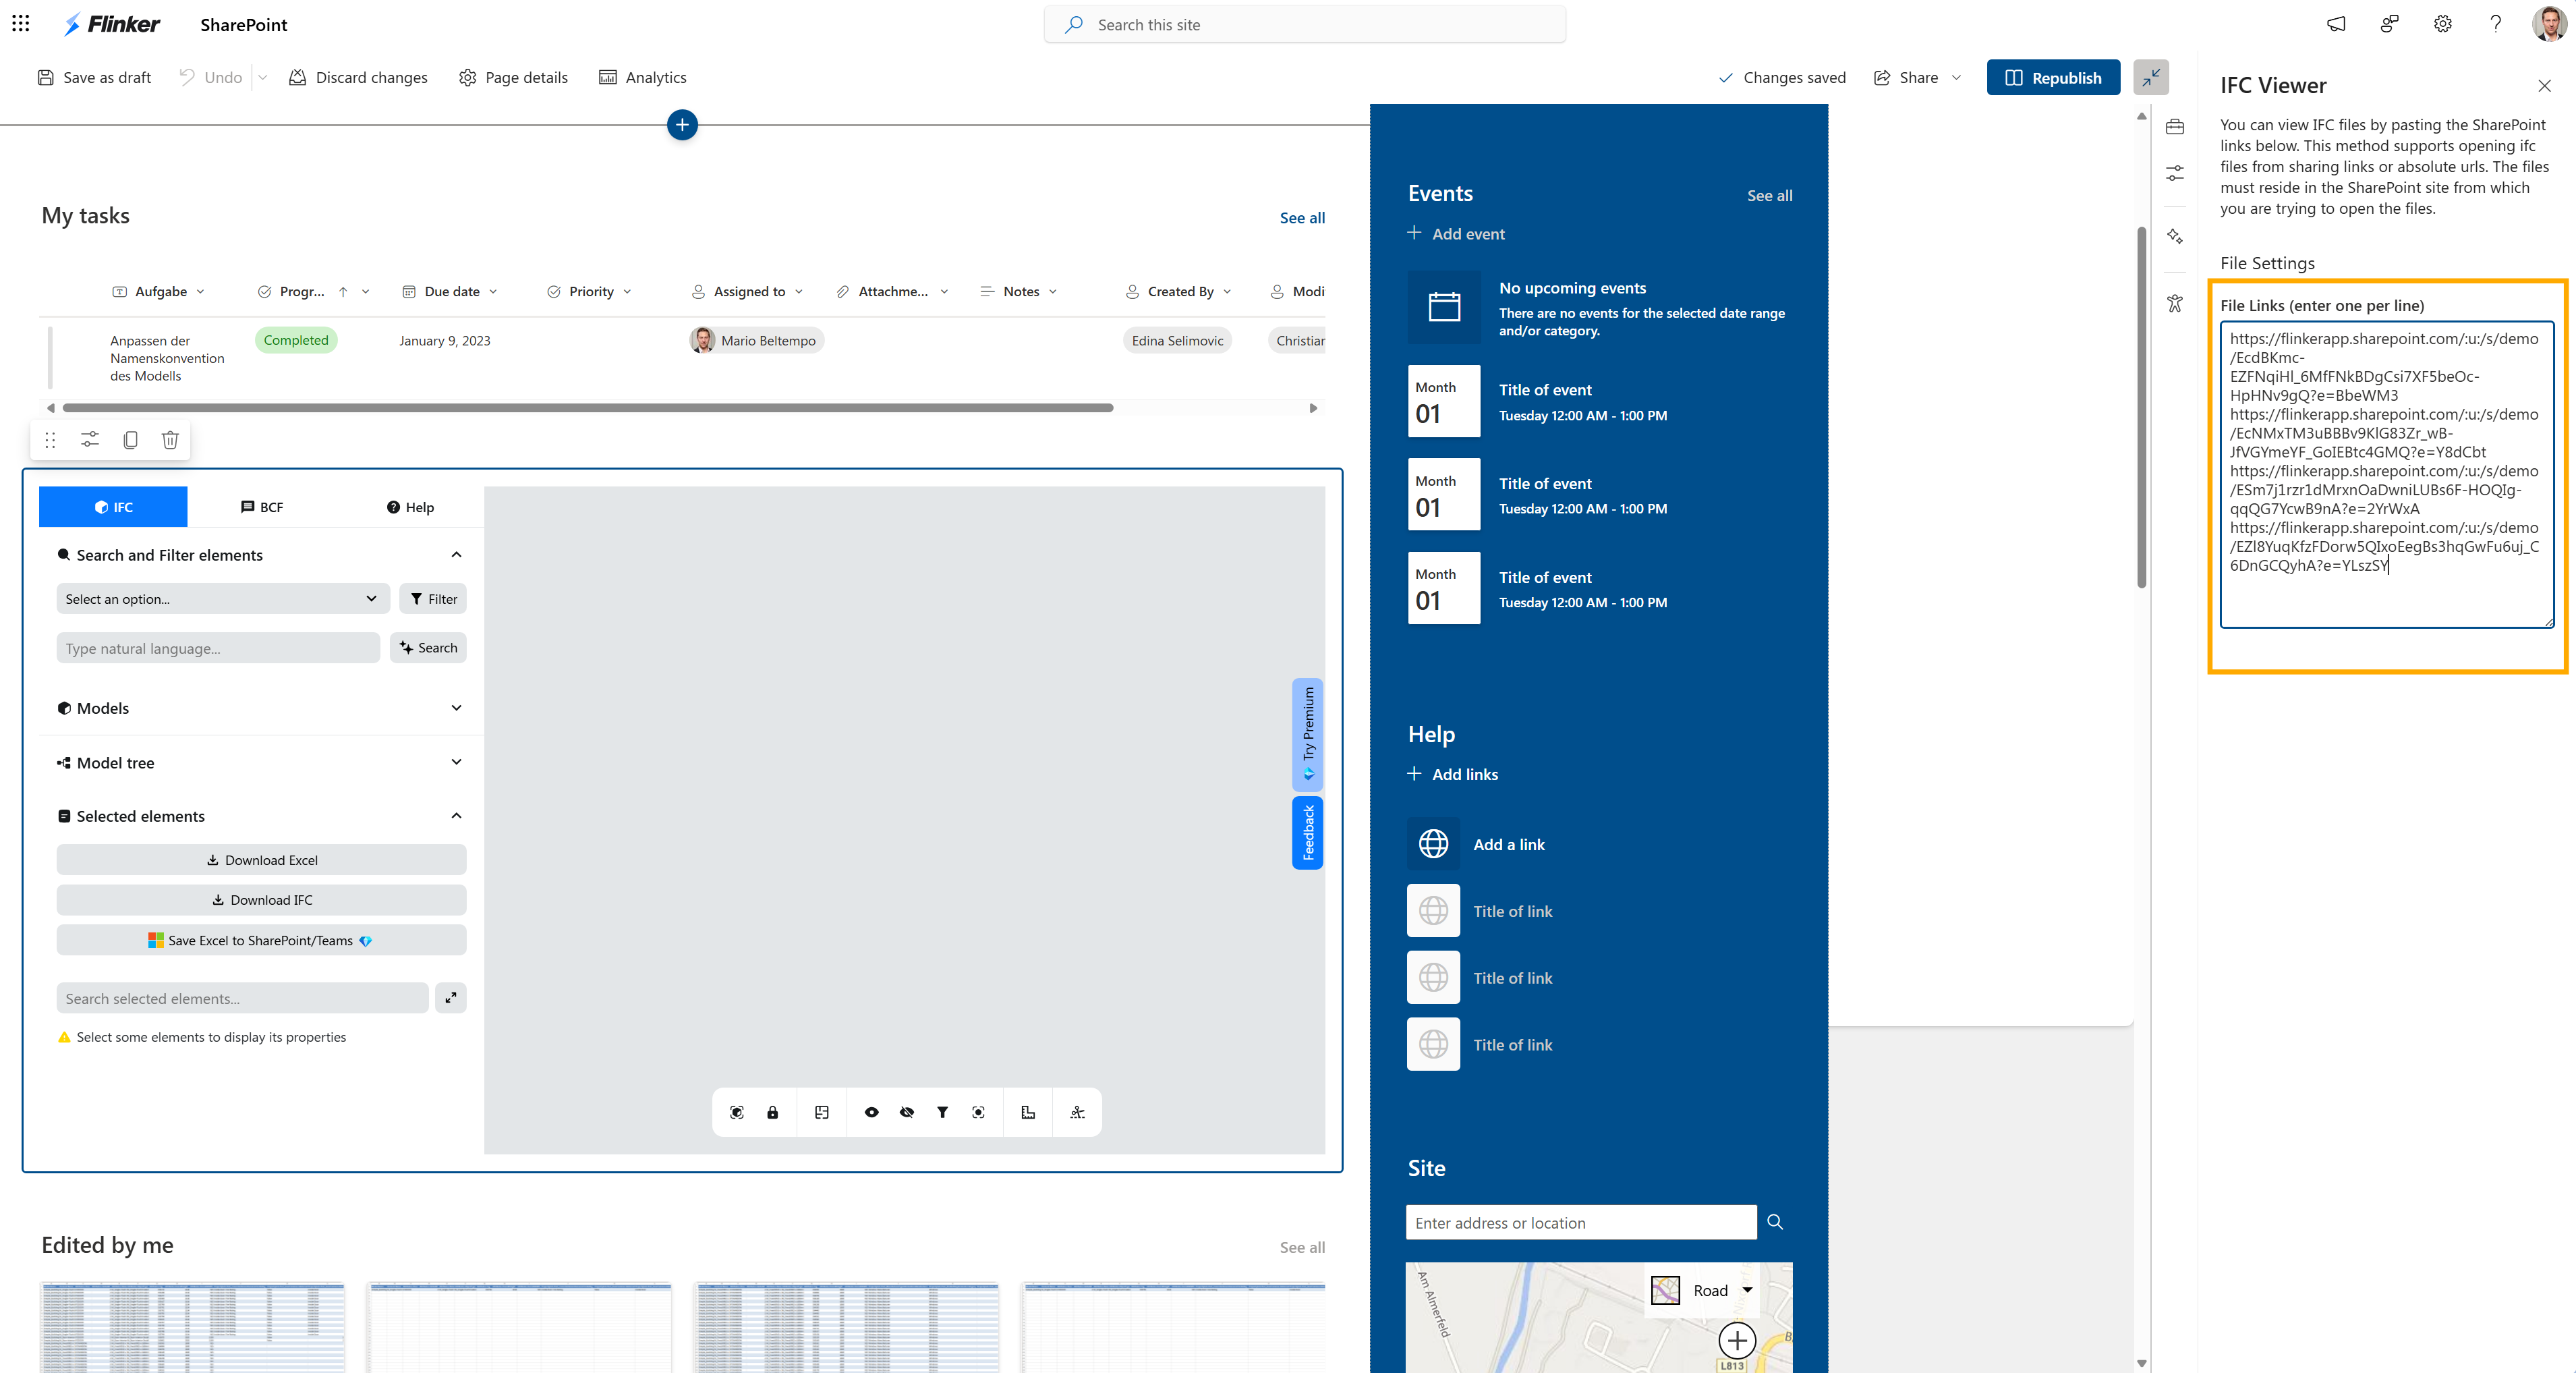 Flinker
SharePoint
Search this site
Save as draft
Undo
Discard changes
Page details
Analytics
Changes saved
Share
Republish
My tasks
See all
Aufgabe
Progr...
Due date
Priority
Assigned to
Attachme...
Notes
Created By
Modi
Anpassen der
Namenskonvention
des Modells
Completed
January 9, 2023
Mario Beltempo
Edina Selimovic
Christian
IFC
BCF
Help
Search and Filter elements
Select an option...
Filter
Type natural language...
Search
Models
Model tree
Selected elements
Download Excel
Download IFC
Save Excel to SharePoint/Teams
Search selected elements...
Select some elements to display its properties
Try Premium
Feedback
Edited by me
See all
Events
See all
Add event
No upcoming events
There are no events for the selected date range
and/or category.
Month
01
Title of event
Tuesday 12:00 AM - 1:00 PM
Month
01
Title of event
Tuesday 12:00 AM - 1:00 PM
Month
01
Title of event
Tuesday 12:00 AM - 1:00 PM
Help
Add links
Add a link
Title of link
Title of link
Title of link
Site
Enter address or location
Am Almerfeld
Road
L813
IFC Viewer
You can view IFC files by pasting the SharePoint
links below. This method supports opening ifc
files from sharing links or absolute urls. The files
must reside in the SharePoint site from which
you are trying to open the files.
File Settings
File Links (enter one per line)
https://flinkerapp.sharepoint.com/:u:/s/demo
/EcdBKmc-
EZFNqiHl_6MfFNkBDgCsi7XF5beOc-
HpHNv9gQ?e=BbeWM3
https://flinkerapp.sharepoint.com/:u:/s/demo
/EcNMxTM3uBBBv9KlG83Zr_wB-
JfVGYmeYF_GoIEBtc4GMQ?e=Y8dCbt
https://flinkerapp.sharepoint.com/:u:/s/demo
/ESm7j1rzr1dMrxnOaDwniLUBs6F-HOQIg-
qqQG7YcwB9nA?e=2YrWxA
https://flinkerapp.sharepoint.com/:u:/s/demo
/EZl8YuqKfzFDorw5QIxoEegBs3hqGwFu6uj_C
6DnGCQyhA?e=YLszSY